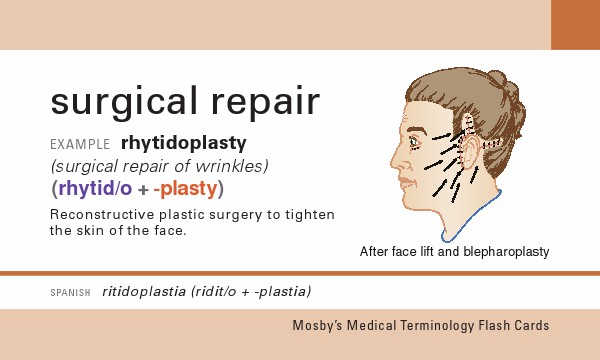 surgical repair
EXAMPLE rhytidoplasty
(surgical repair of wrinkles)
(rhytid/o + -plasty)
Reconstructive plastic surgery to tighten
the skin of the face.
After face lift and blepharoplasty
SPANISH ritidoplastia (ridit/o + -plastia)
Mosby's Medical Terminology Flash Cards